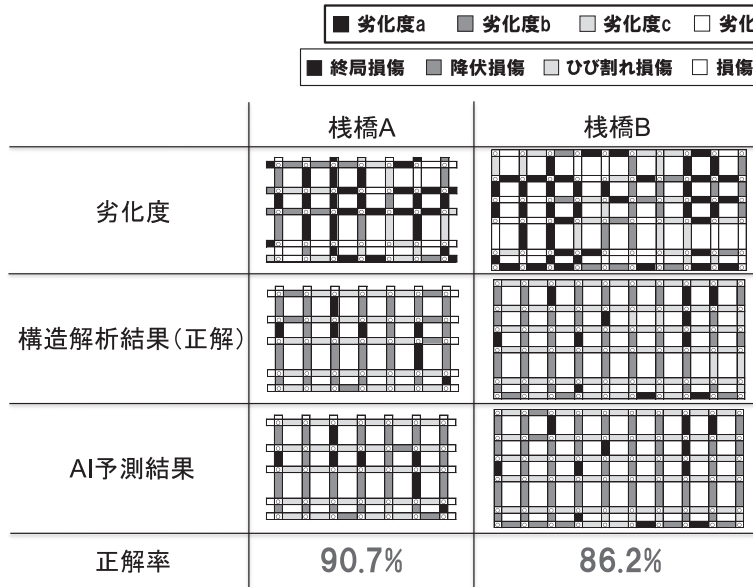 ■ 劣化度a ■ 劣化度b □ 劣化度c □ 劣化
■ 終局損傷 ■ 降伏損傷 □ ひび割れ損傷 □ 損傷
桟橋A 桟橋B
劣化度
構造解析結果(正解)
AI予測結果
正解率 90.7% 86.2%